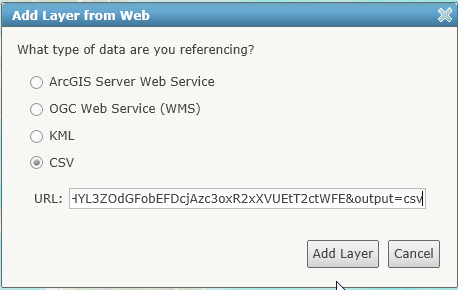 Add Layer from Web
What type of data are you referencing?
ArcGIS Server Web Service
OGC Web Service (WMS)
KML
CSV
URL: HYL3ZOdGFobEFDcjAzc3oxR2xXVUEtT2ctWFE&output=csv
Add Layer Cancel